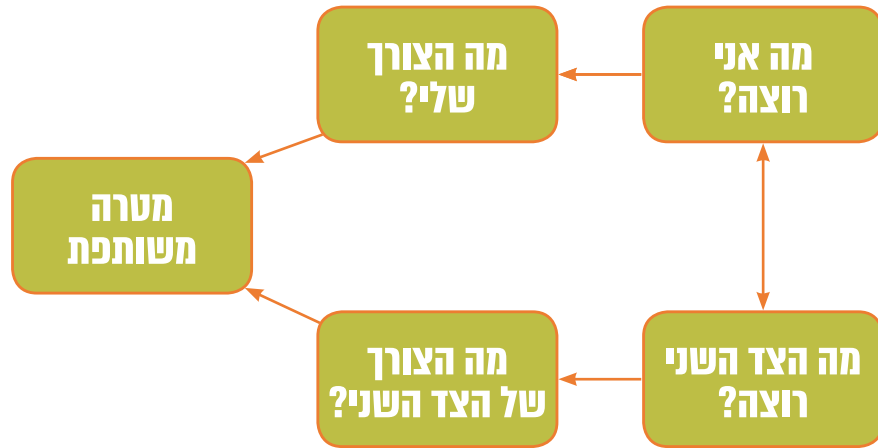 מה אני
רוצה?
מה הצורך
שלי?
מטרה
משותפת
מה הצד השני
רוצה?
מה הצורך
של הצד השני?